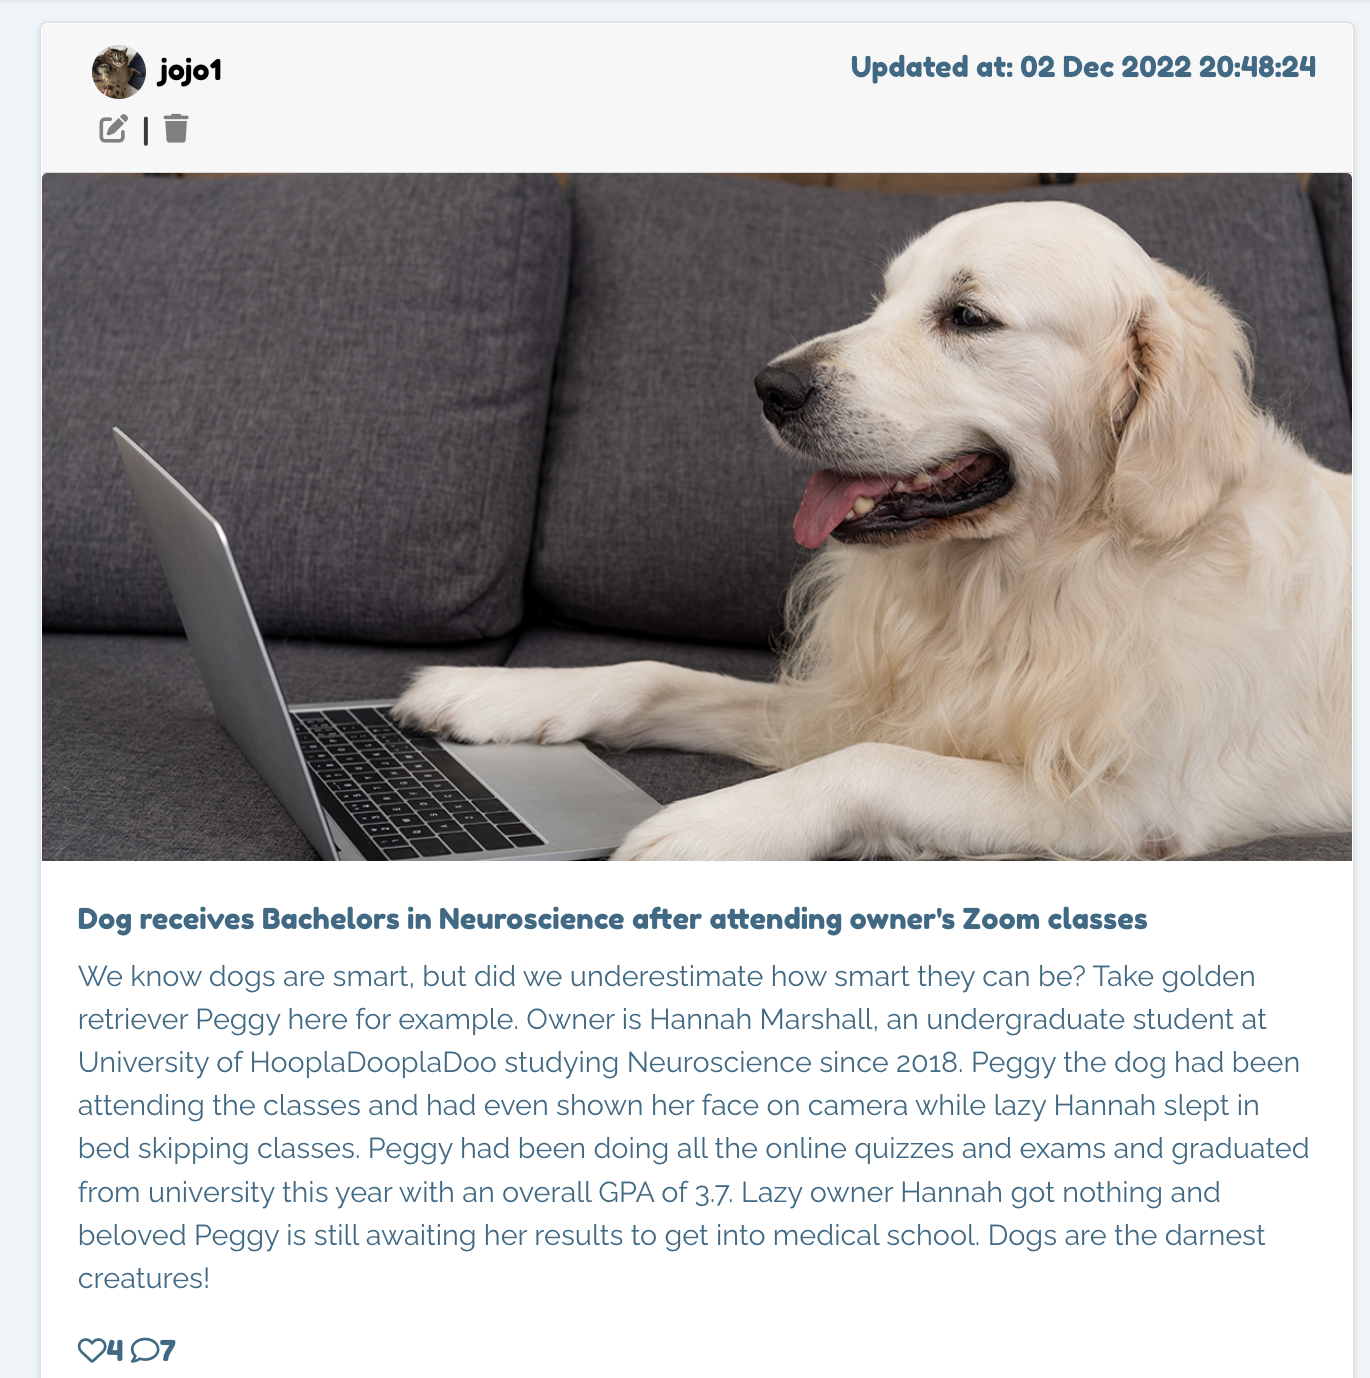 jojo1
Updated at: 02 Dec 2022 20:48:24
|
Dog receives Bachelors in Neuroscience after attending owner's Zoom classes
We know dogs are smart, but did we underestimate how smart they can be? Take golden
retriever Peggy here for example. Owner is Hannah Marshall, an undergraduate student at
University of HooplaDooplaDoo studying Neuroscience since 2018. Peggy the dog had been
attending the classes and had even shown her face on camera while lazy Hannah slept in
bed skipping classes. Peggy had been doing all the online quizzes and exams and graduated
from university this year with an overall GPA of 3.7. Lazy owner Hannah got nothing and
beloved Peggy is still awaiting her results to get into medical school. Dogs are the darnest
creatures!
4 7